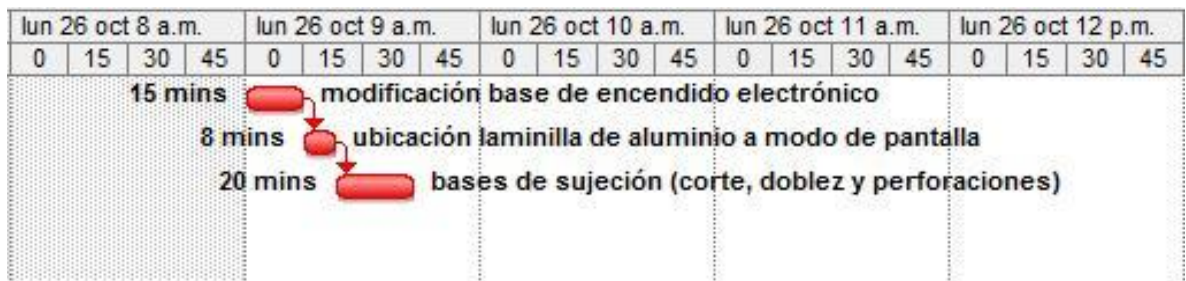 lun 26 oct 8 a.m. lun 26 oct 9 a.m. lun 26 oct 10 a.m. lun 26 oct 11 a.m. lun 26 oct 12 p.m.
0 15 30 45 0 15 30 45 0 15 30 45 0 15 30 45 0 15 30 45
15 mins modificación base de encendido electrónico
8 mins ubicación laminilla de aluminio a modo de pantalla
20 mins bases de sujeción (corte, doblez y perforaciones)